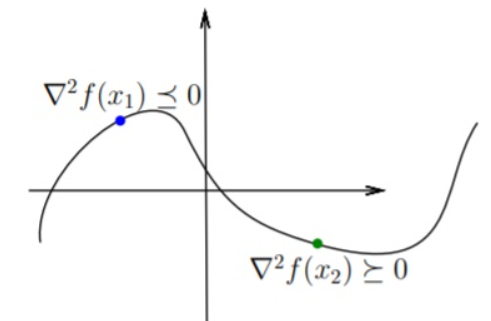 ∇²f(x₁) ⪯ 0
∇²f(x₂) ⪰ 0